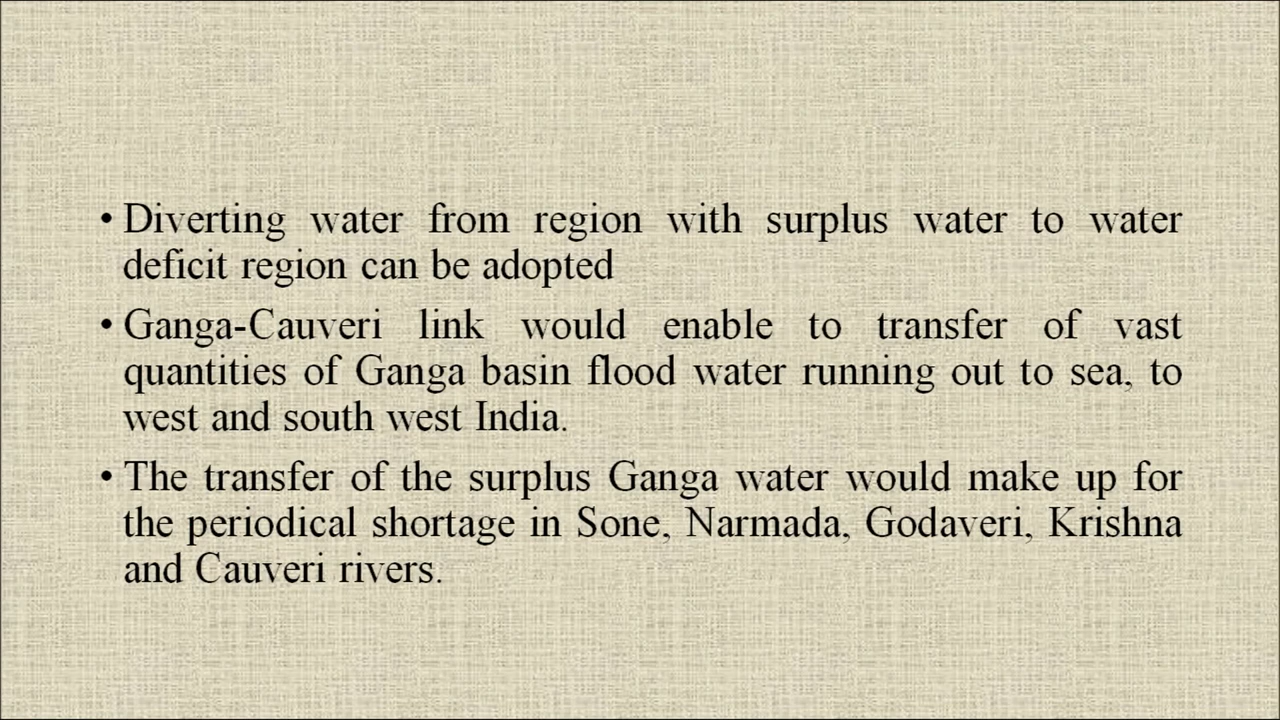 • Diverting water from region with surplus water to water
deficit region can be adopted
• Ganga-Cauveri link would enable to transfer of vast
quantities of Ganga basin flood water running out to sea, to
west and south west India.
• The transfer of the surplus Ganga water would make up for
the periodical shortage in Sone, Narmada, Godaveri, Krishna
and Cauveri rivers.